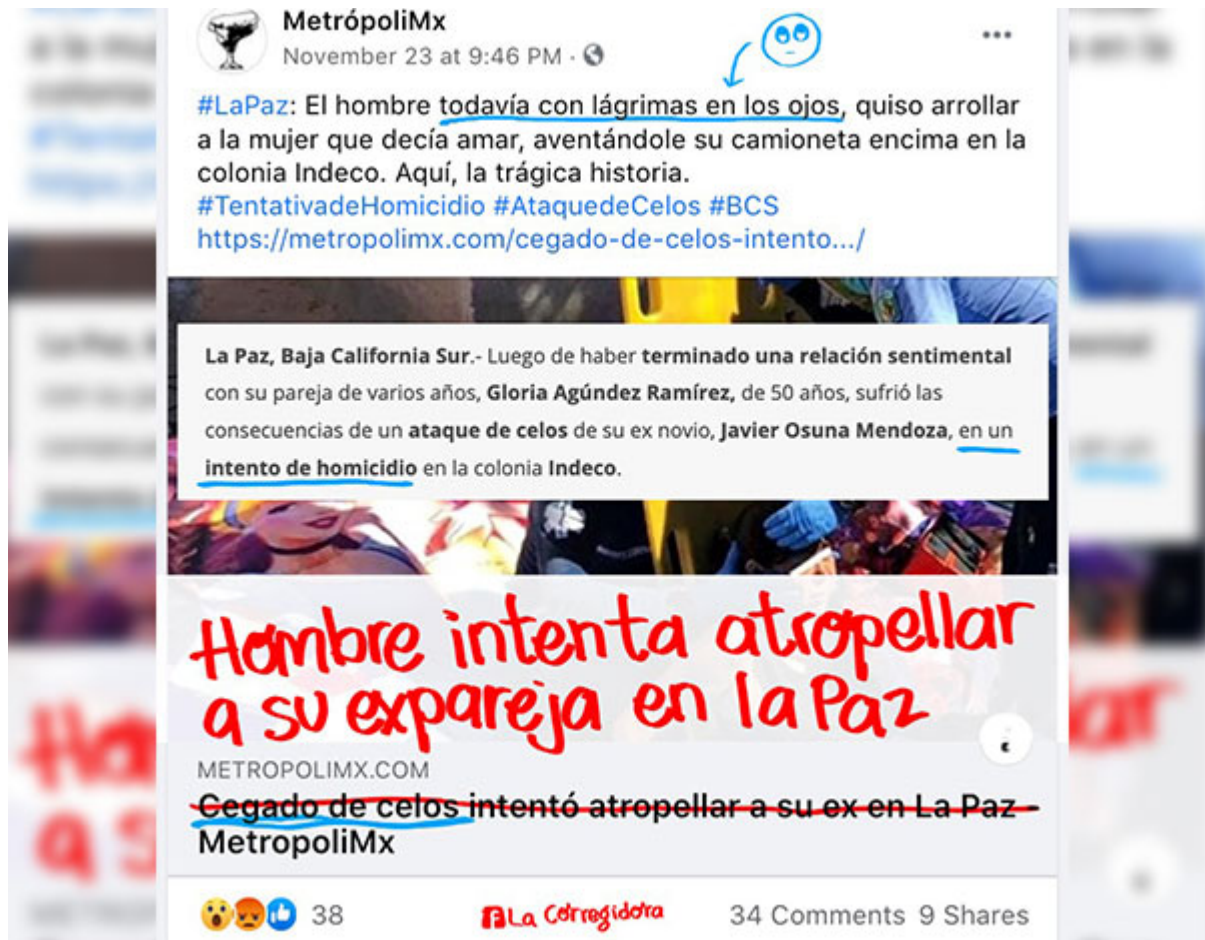 MetrópoliMx
November 23 at 9:46 PM ·
#LaPaz: El hombre todavía con lágrimas en los ojos, quiso arrollar
a la mujer que decía amar, aventándole su camioneta encima en la
colonia Indeco. Aquí, la trágica historia.
#TentativadeHomicidio #AtaquedeCelos #BCS
https://metropolimx.com/cegado-de-celos-intento.../
La Paz, Baja California Sur.- Luego de haber terminado una relación sentimental
con su pareja de varios años, Gloria Agúndez Ramírez, de 50 años, sufrió las
consecuencias de un ataque de celos de su ex novio, Javier Osuna Mendoza, en un
intento de homicidio en la colonia Indeco.
Hombre intenta atropellar
a su expareja en la Paz
METROPOLIMX.COM
Cegado de celos intentó atropellar a su ex en La Paz -
MetropoliMx
38
La Corregidora
34 Comments 9 Shares